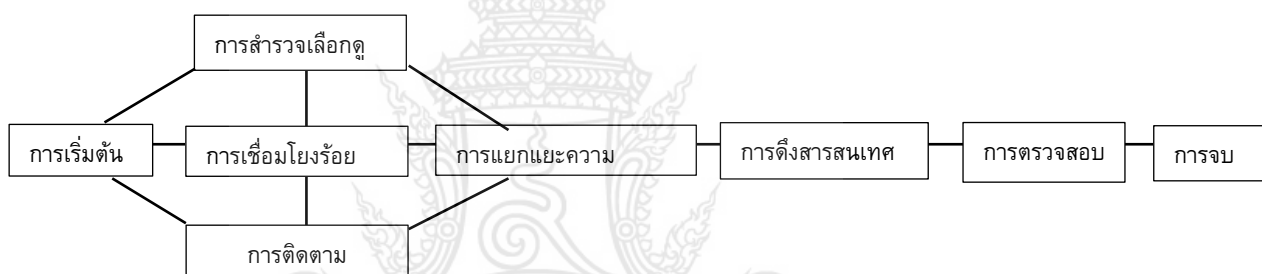 การสำรวจเลือกดู
การเริ่มต้น
การเชื่อมโยงร้อย
การแยกแยะความ
การดึงสารสนเทศ
การตรวจสอบ
การจบ
การติดตาม